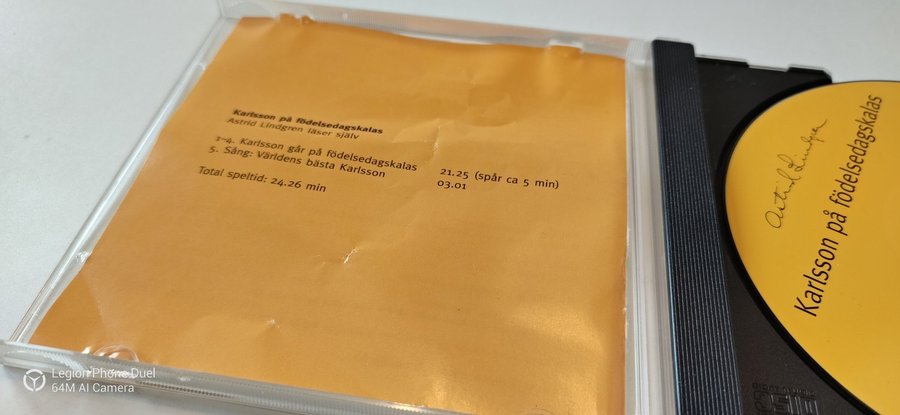 Karlsson på födelsedagskalas
Astrid Lindgren läser själv
1-4. Karlsson går på födelsedagskalas 21.25 (spår ca 5 min)
5. Sång: Världens bästa Karlsson 03.01
Total speltid: 24.26 min
Astrid Lindgren
Karlsson på födelsedagskalas
Legion Phone Duel
64M AI Camera